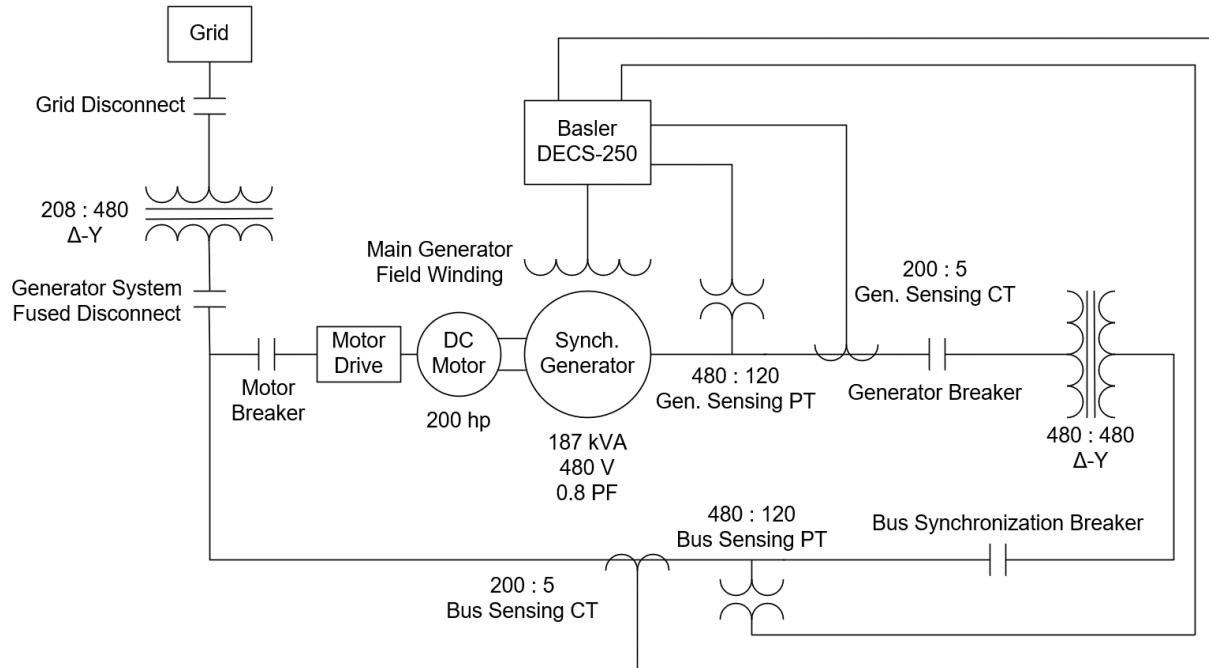 Grid
Grid Disconnect
208 : 480
Δ-Y
Generator System
Fused Disconnect
Motor
Breaker
Motor
Drive
DC
Motor
200 hp
Basler
DECS-250
Main Generator
Field Winding
Synch.
Generator
187 kVA
480 V
0.8 PF
480 : 120
Gen. Sensing PT
200 : 5
Gen. Sensing CT
Generator Breaker
480 : 480
Δ-Y
200 : 5
Bus Sensing CT
480 : 120
Bus Sensing PT
Bus Synchronization Breaker